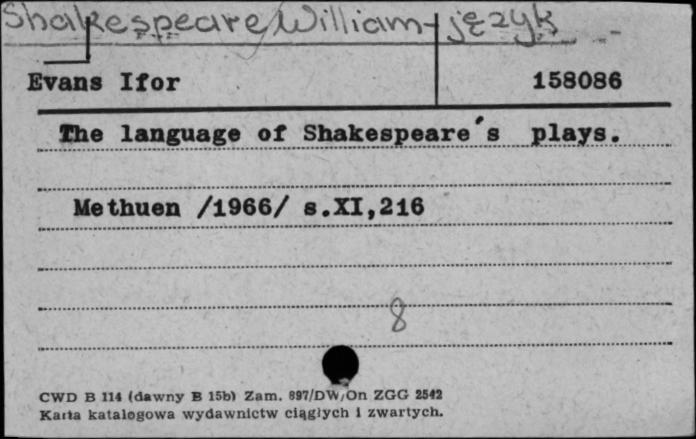 Shakespeare William - język
Evans Ifor 158086
The language of Shakespeare's plays.
Methuen /1966/ s.XI,216
8
CWD B 114 (dawny B 15b) Zam. 897/DW/On ZGG 2542
Karta katalogowa wydawnictw ciągłych i zwartych.